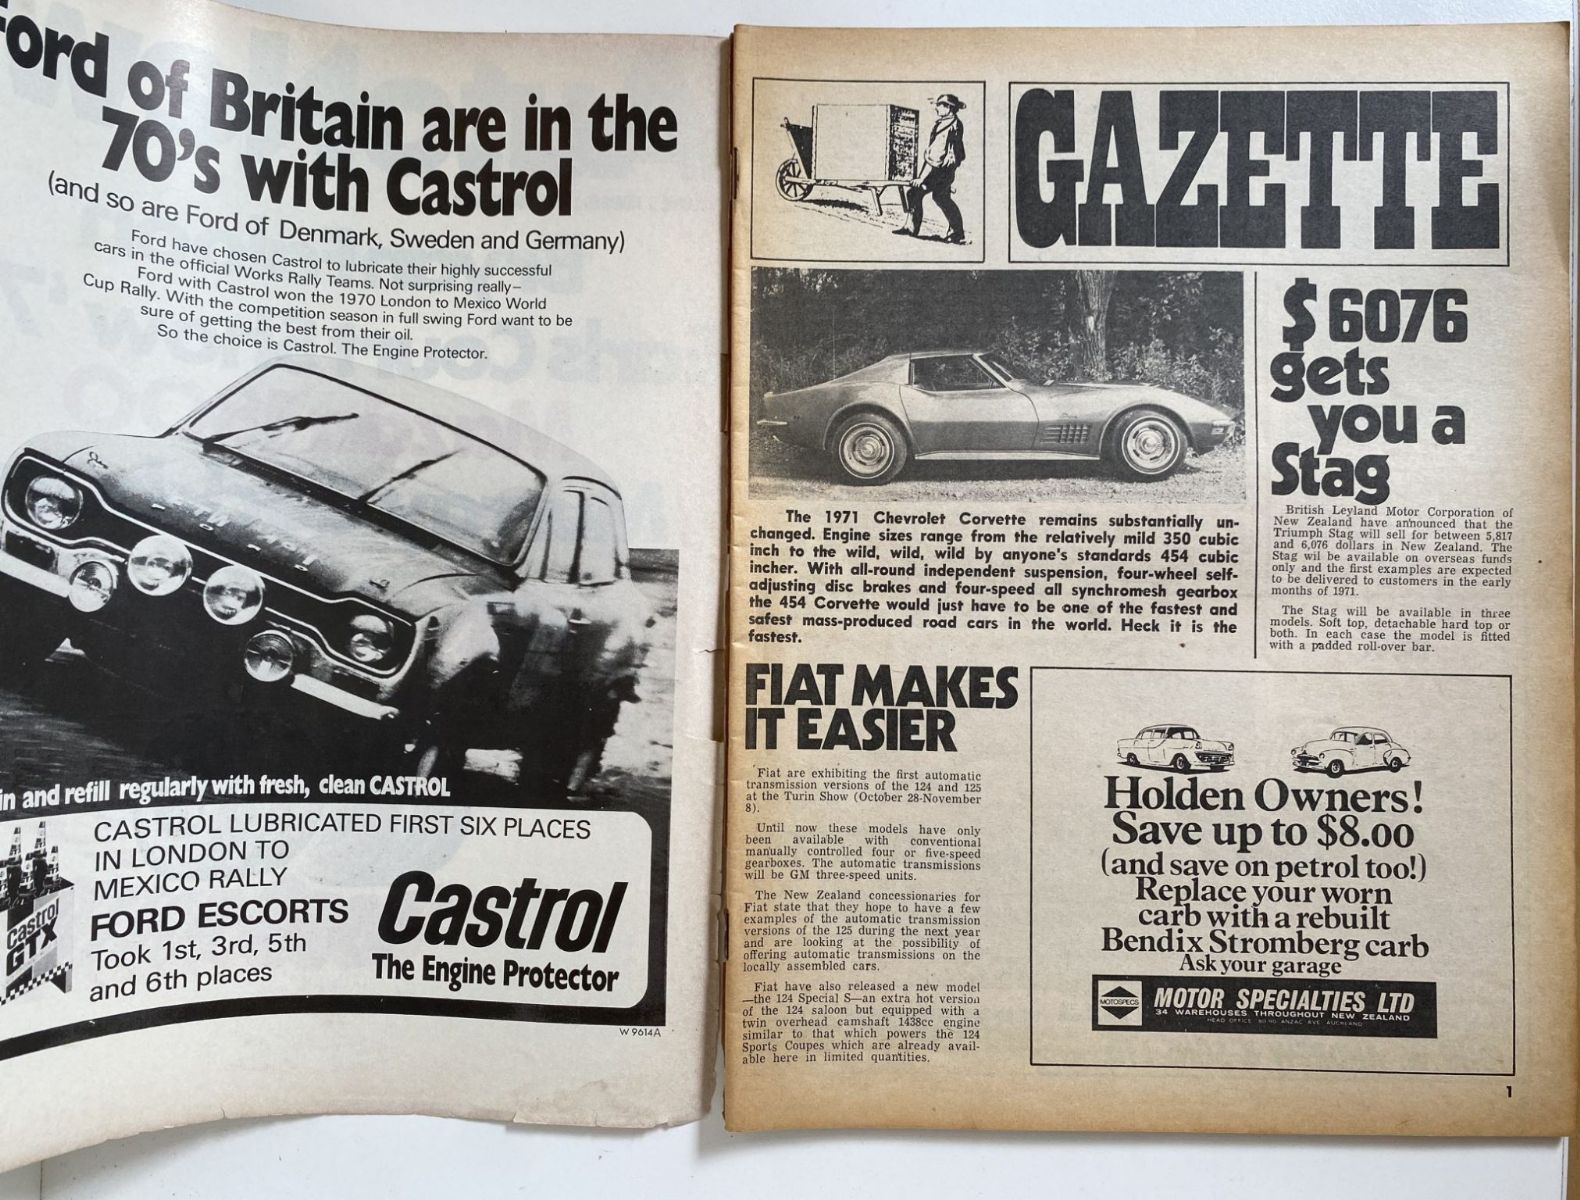 Ford of Britain are in the
70's with Castrol
(and so are Ford of Denmark, Sweden and Germany)
Ford have chosen Castrol to lubricate their highly successful
cars in the official Works Rally Teams. Not surprising really—
Ford with Castrol won the 1970 London to Mexico World
Cup Rally. With the competition season in full swing Ford want to be
sure of getting the best from their oil.
So the choice is Castrol. The Engine Protector.
in and refill regularly with fresh, clean CASTROL
CASTROL LUBRICATED FIRST SIX PLACES
IN LONDON TO
MEXICO RALLY
FORD ESCORTS
Took 1st, 3rd, 5th
and 6th places
Castrol
GTX
Castrol
The Engine Protector
W 9614A
GAZETTE
The 1971 Chevrolet Corvette remains substantially un-
changed. Engine sizes range from the relatively mild 350 cubic
inch to the wild, wild, wild by anyone's standards 454 cubic
incher. With all-round independent suspension, four-wheel self-
adjusting disc brakes and four-speed all synchromesh gearbox
the 454 Corvette would just have to be one of the fastest and
safest mass-produced road cars in the world. Heck it is the
fastest.
$6076
gets
you a
Stag
British Leyland Motor Corporation of
New Zealand have announced that the
Triumph Stag will sell for between 5,817
and 6,076 dollars in New Zealand. The
Stag wil be available on overseas funds
only and the first examples are expected
to be delivered to customers in the early
months of 1971.
The Stag will be available in three
models. Soft top, detachable hard top or
both. In each case the model is fitted
with a padded roll-over bar.
FIAT MAKES
IT EASIER
Fiat are exhibiting the first automatic
transmission versions of the 124 and 125
at the Turin Show (October 28-November
8).
Until now these models have only
been available with conventional
manually controlled four or five-speed
gearboxes. The automatic transmissions
will be GM three-speed units.
The New Zealand concessionaries for
Fiat state that they hope to have a few
examples of the automatic transmission
versions of the 125 during the next year
and are looking at the possibility of
offering automatic transmissions on the
locally assembled cars.
Fiat have also released a new model
—the 124 Special S—an extra hot version
of the 124 saloon but equipped with a
twin overhead camshaft 1438cc engine
similar to that which powers the 124
Sports Coupes which are already avail-
able here in limited quantities.
Holden Owners!
Save up to $8.00
(and save on petrol too!)
Replace your worn
carb with a rebuilt
Bendix Stromberg carb
Ask your garage
MOTOSPECS
MOTOR SPECIALTIES LTD
34 WAREHOUSES THROUGHOUT NEW ZEALAND
HEAD OFFICE ANZAC AVE. AUCKLAND
1